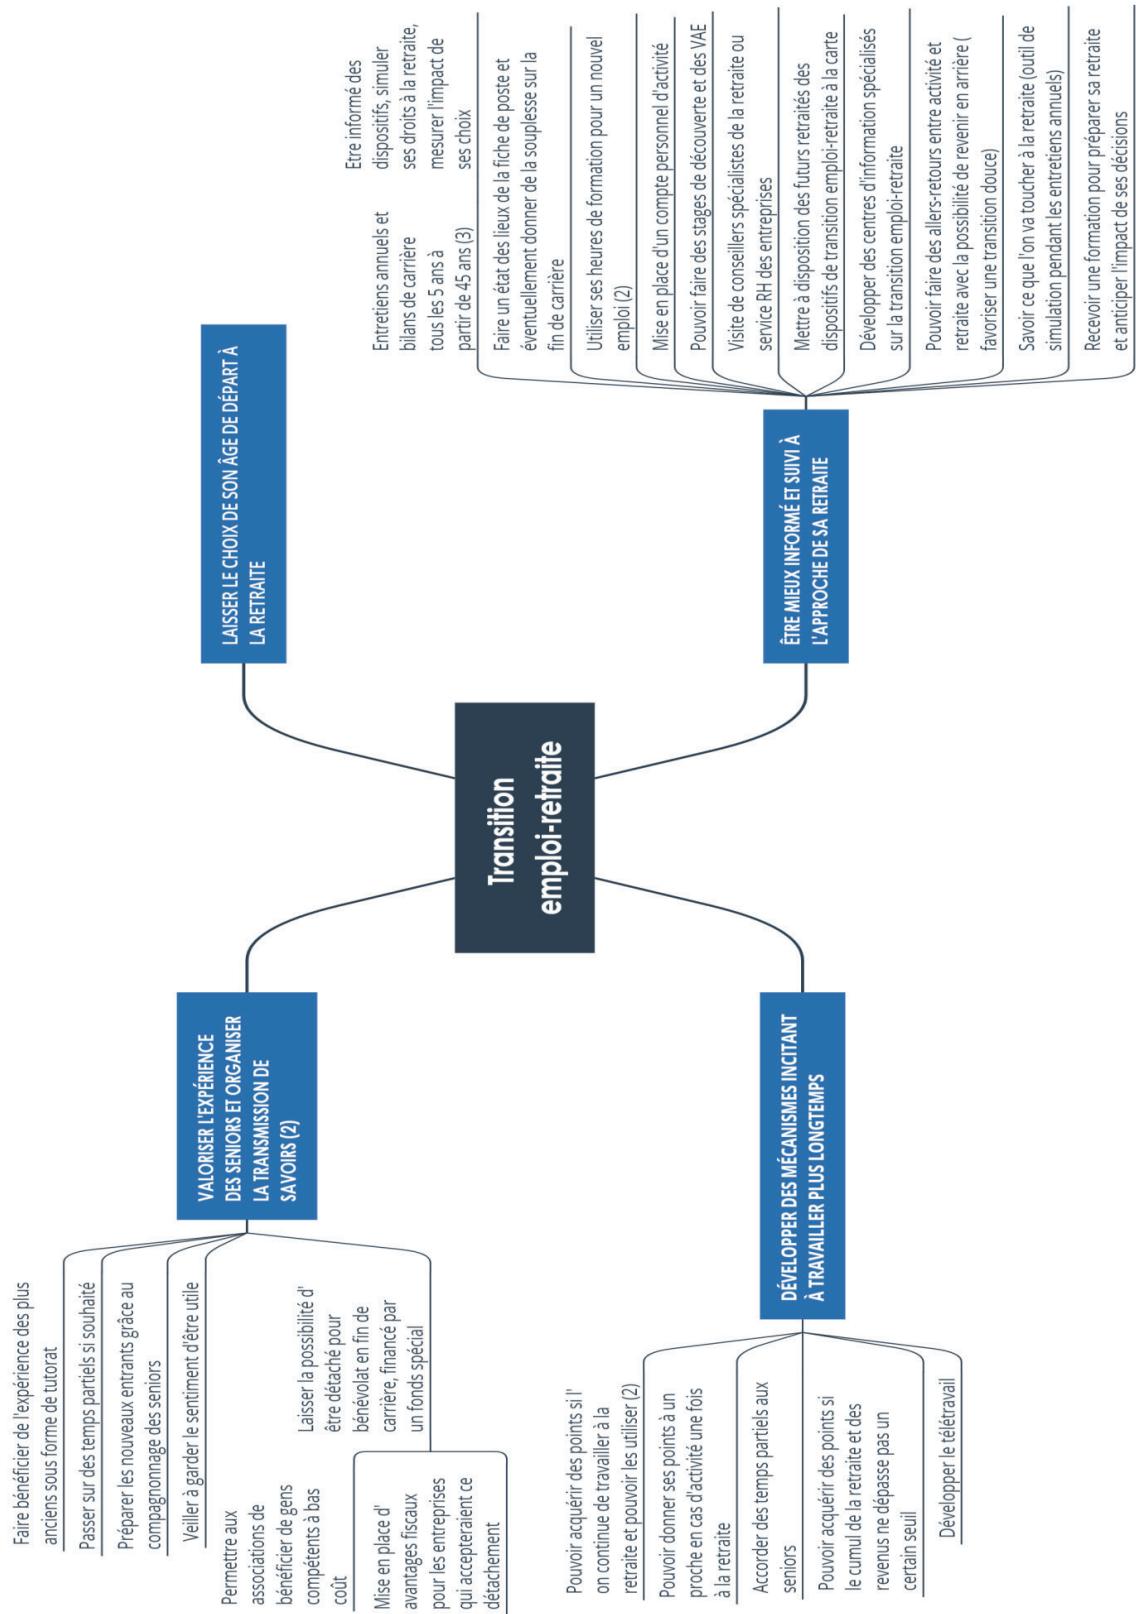 Transition
emploi-retraite
VALORISER L'EXPÉRIENCE
DES SENIORS ET ORGANISER
LA TRANSMISSION DE
SAVOIRS (2)
Faire bénéficier de l'expérience des plus
anciens sous forme de tutorat
Passer sur des temps partiels si souhaité
Préparer les nouveaux entrants grâce au
compagnonnage des seniors
Veiller à garder le sentiment d'être utile
Laisser la possibilité d'
être détaché pour
bénévolat en fin de
carrière, financé par
un fonds spécial
Permettre aux
associations de
bénéficier de gens
compétents à bas
coût
Mise en place d'
avantages fiscaux
pour les entreprises
qui accepteraient ce
détachement
LAISSER LE CHOIX DE SON ÂGE DE DÉPART À
LA RETRAITE
DÉVELOPPER DES MÉCANISMES INCITANT
À TRAVAILLER PLUS LONGTEMPS
Pouvoir acquérir des points si l'
on continue de travailler à la
retraite et pouvoir les utiliser (2)
Pouvoir donner ses points à un
proche en cas d'activité une fois
à la retraite
Accorder des temps partiels aux
seniors
Pouvoir acquérir des points si
le cumul de la retraite et des
revenus ne dépasse pas un
certain seuil
Développer le télétravail
ÊTRE MIEUX INFORMÉ ET SUIVI À
L'APPROCHE DE SA RETRAITE
Entretiens annuels et
bilans de carrière
tous les 5 ans à
partir de 45 ans (3)
Etre informé des
dispositifs, simuler
ses droits à la retraite,
mesurer l'impact de
ses choix
Faire un état des lieux de la fiche de poste et
éventuellement donner de la souplesse sur la
fin de carrière
Utiliser ses heures de formation pour un nouvel
emploi (2)
Mise en place d'un compte personnel d'activité
Pouvoir faire des stages de découverte et des VAE
Visite de conseillers spécialistes de la retraite ou
service RH des entreprises
Mettre à disposition des futurs retraités des
dispositifs de transition emploi-retraite à la carte
Développer des centres d'information spécialisés
sur la transition emploi-retraite
Pouvoir faire des allers-retours entre activité et
retraite avec la possibilité de revenir en arrière (
favoriser une transition douce)
Savoir ce que l'on va toucher à la retraite (outil de
simulation pendant les entretiens annuels)
Recevoir une formation pour préparer sa retraite
et anticiper l'impact de ses décisions